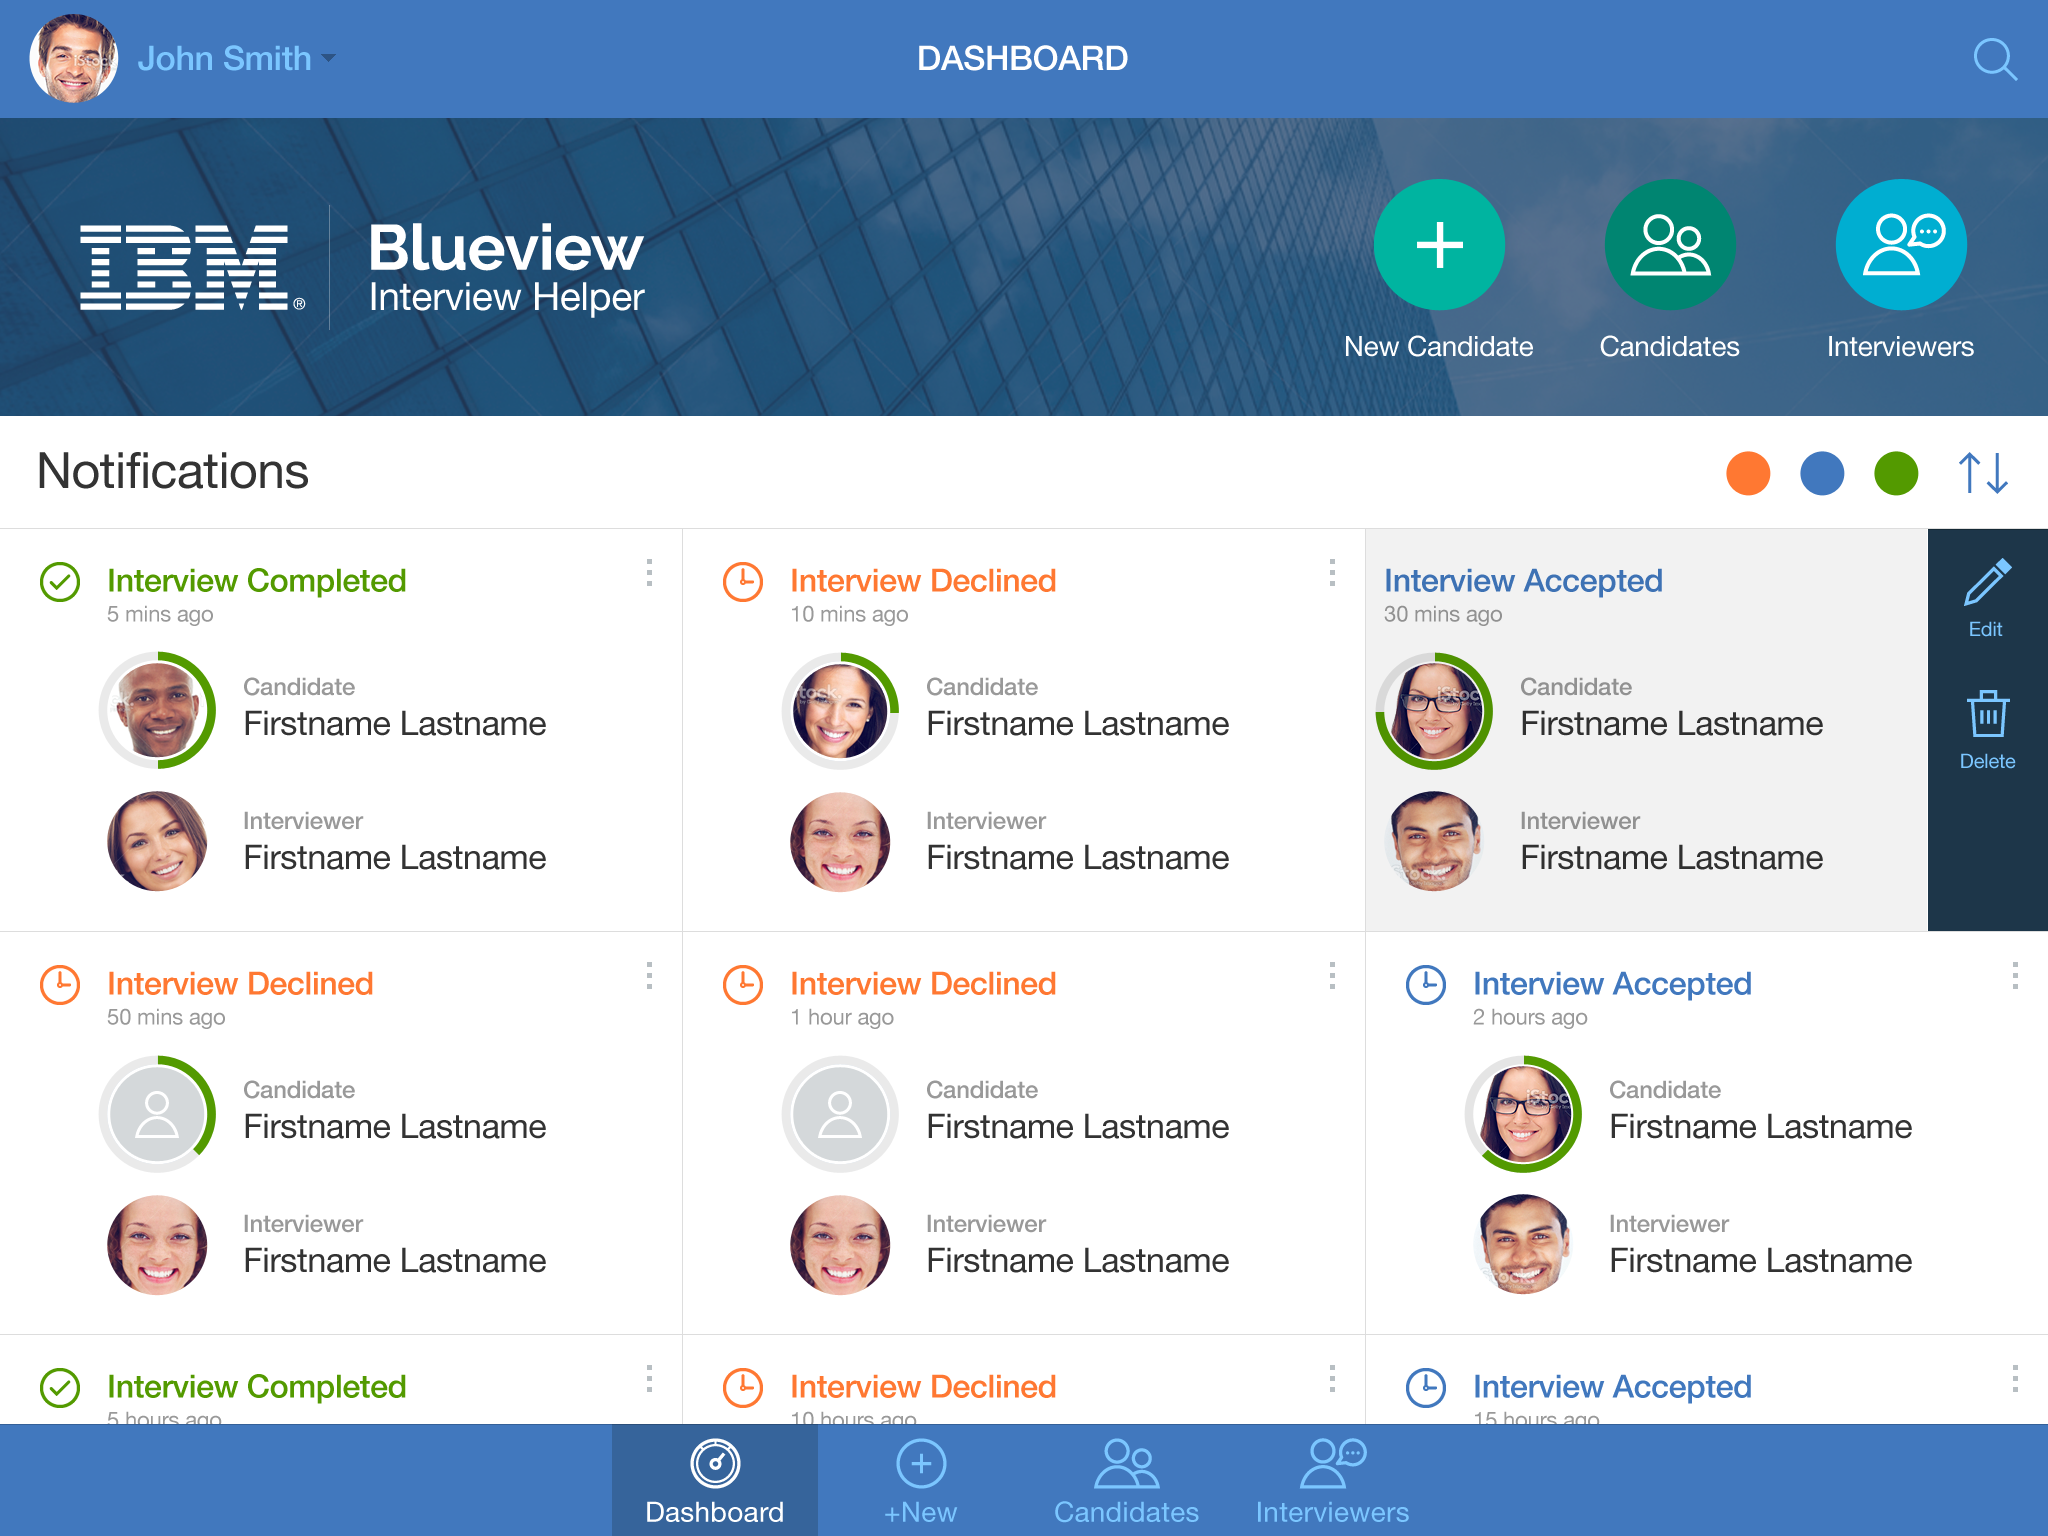 John Smith
DASHBOARD
IBM®
Blueview
Interview Helper
New Candidate
Candidates
Interviewers
Notifications
Interview Completed
5 mins ago
Candidate
Firstname Lastname
Interviewer
Firstname Lastname
Interview Declined
10 mins ago
Candidate
Firstname Lastname
Interviewer
Firstname Lastname
Interview Accepted
30 mins ago
Candidate
Firstname Lastname
Interviewer
Firstname Lastname
Edit
Delete
Interview Declined
50 mins ago
Candidate
Firstname Lastname
Interviewer
Firstname Lastname
Interview Declined
1 hour ago
Candidate
Firstname Lastname
Interviewer
Firstname Lastname
Interview Accepted
2 hours ago
Candidate
Firstname Lastname
Interviewer
Firstname Lastname
Interview Completed
5 hours ago
Interview Declined
10 hours ago
Interview Accepted
15 hours ago
Dashboard
+New
Candidates
Interviewers